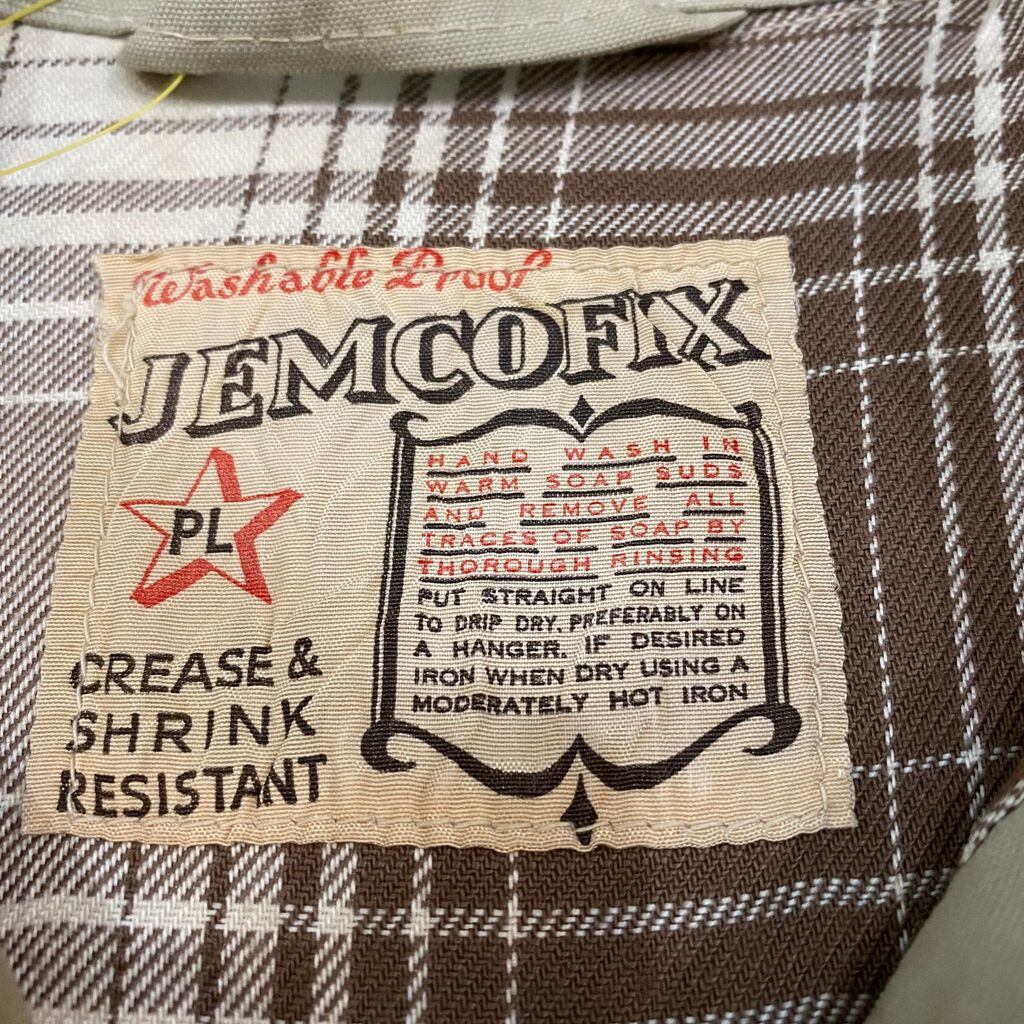 Washable Proof
JEMCOFIX
PL
CREASE &
SHRINK
RESISTANT
HAND WASH IN
WARM SOAP SUDS
AND REMOVE ALL
TRACES OF SOAP BY
THOROUGH RINSING
PUT STRAIGHT ON LINE
TO DRIP DRY, PREFERABLY ON
A HANGER. IF DESIRED
IRON WHEN DRY USING A
MODERATELY HOT IRON